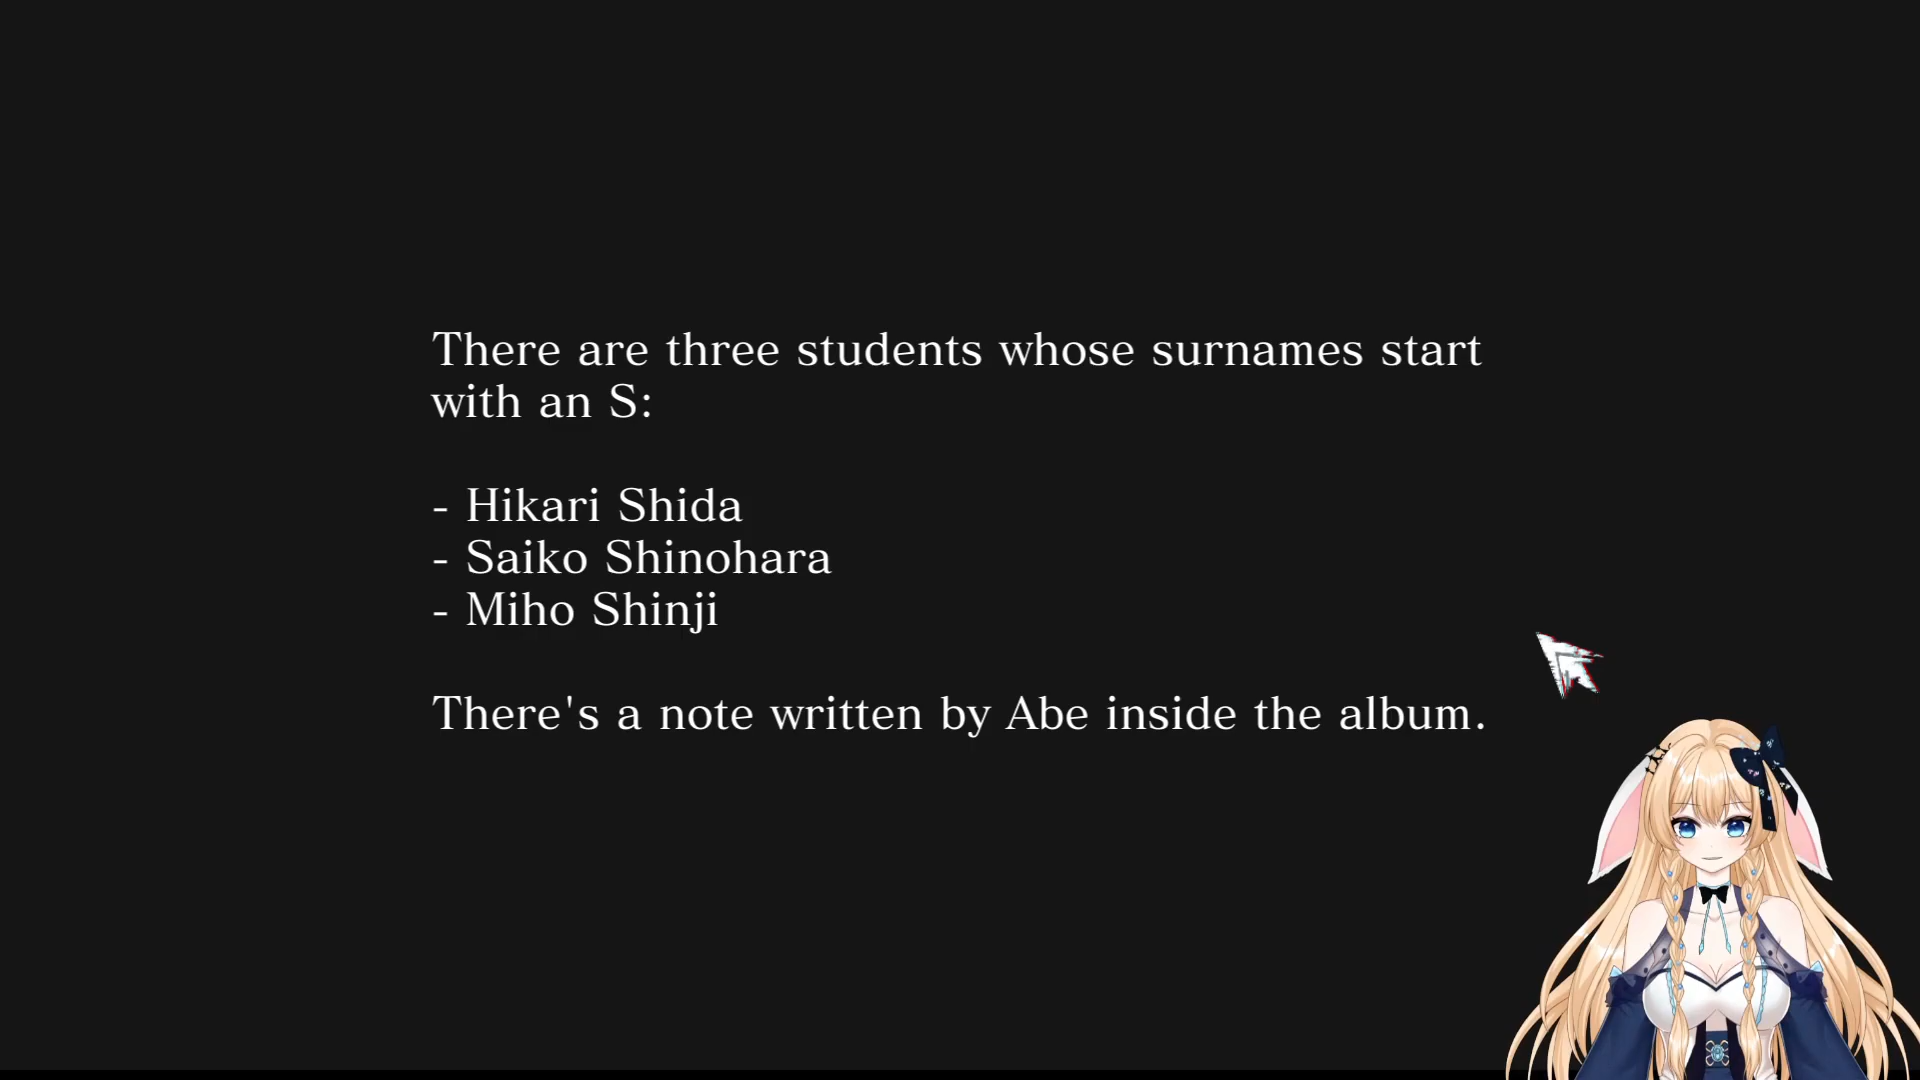 There are three students whose surnames start
with an S:
- Hikari Shida
- Saiko Shinohara
- Miho Shinji
There's a note written by Abe inside the album.